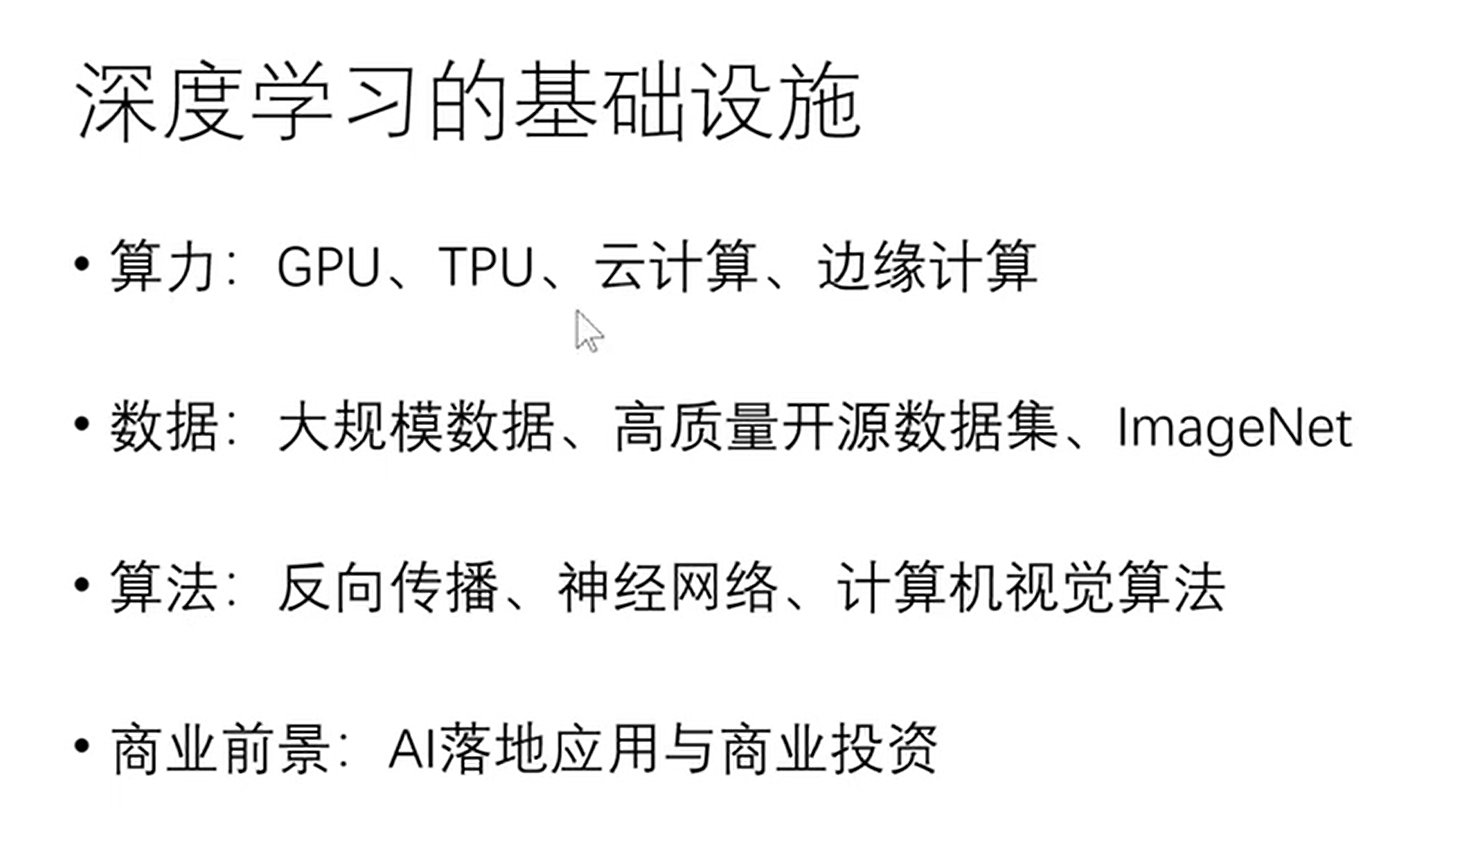 深度学习的基础设施
• 算力：GPU、TPU、云计算、边缘计算
• 数据：大规模数据、高质量开源数据集、ImageNet
• 算法：反向传播、神经网络、计算机视觉算法
• 商业前景：AI落地应用与商业投资